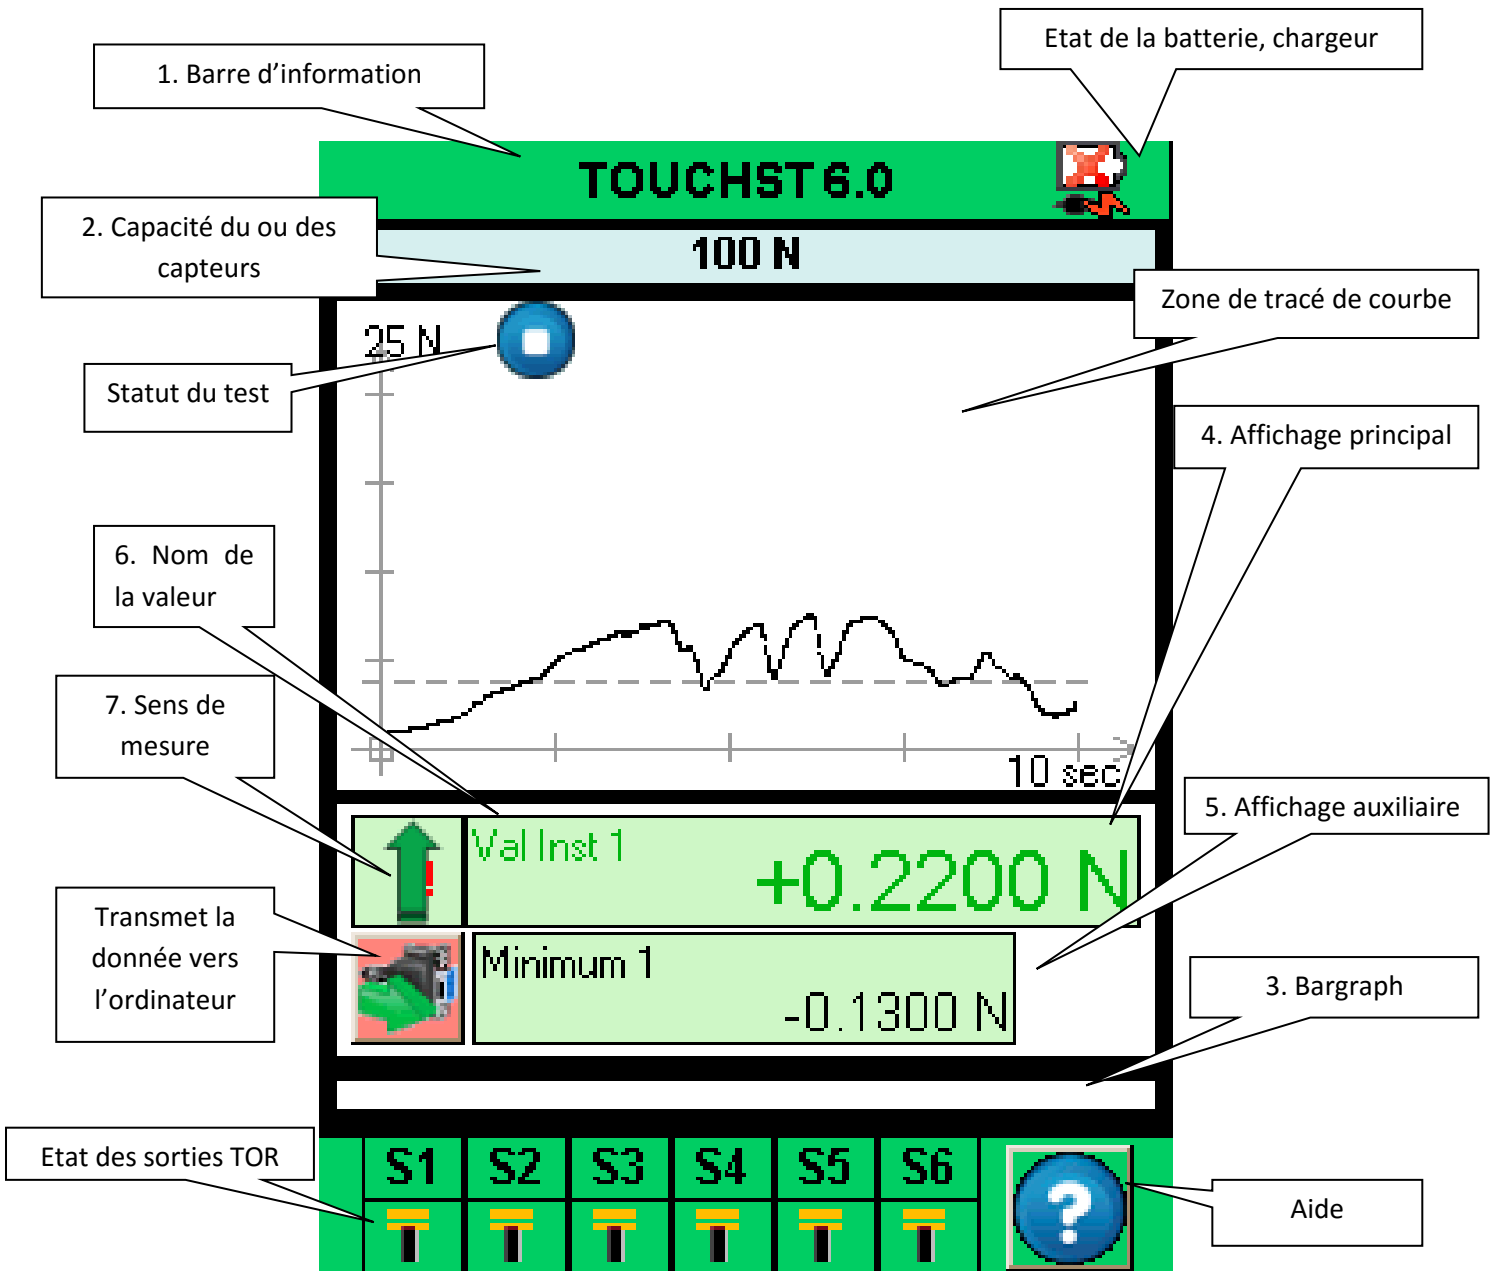 Etat de la batterie, chargeur
1. Barre d’information
TOUCHST 6.0
2. Capacité du ou des
capteurs
100 N
Zone de tracé de courbe
25 N
Statut du test
4. Affichage principal
6. Nom de
la valeur
7. Sens de
mesure
10 sec
5. Affichage auxiliaire
Val Inst 1
+0.2200 N
Transmet la
donnée vers
l’ordinateur
Minimum 1
-0.1300 N
3. Bargraph
Etat des sorties TOR
S1 S2 S3 S4 S5 S6
?
Aide